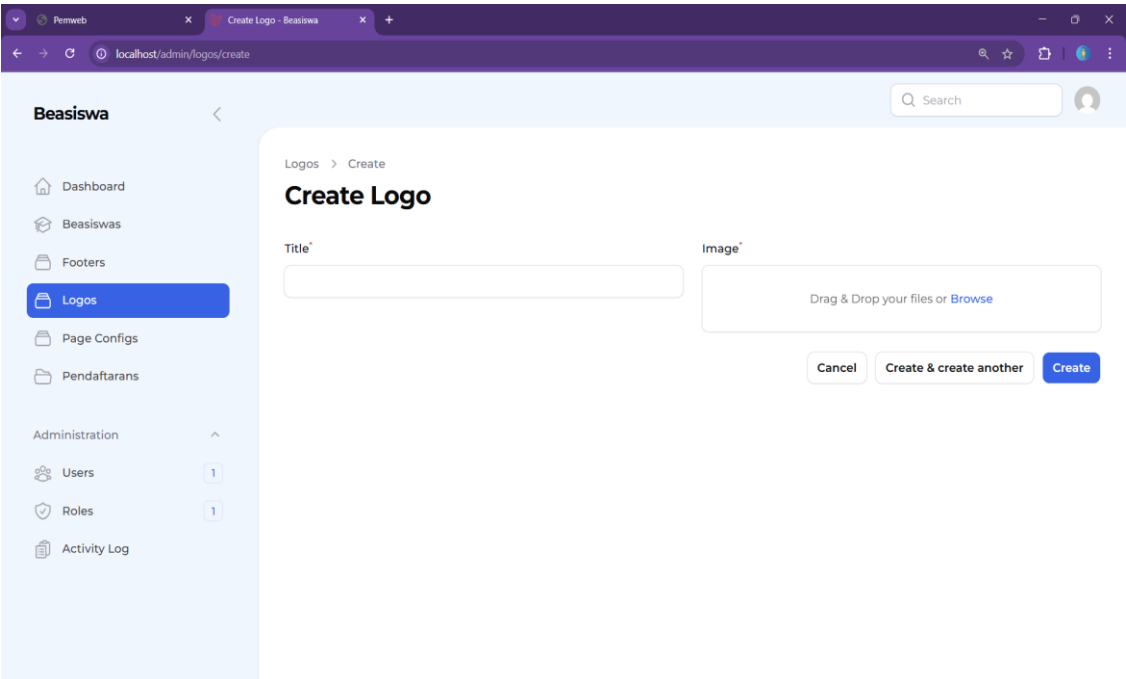 Pemweb
Create Logo - Beasiswa
localhost/admin/logos/create
Beasiswa
Search
Dashboard
Beasiswas
Footers
Logos
Page Configs
Pendaftarans
Administration
Users 1
Roles 1
Activity Log
Logos > Create
Create Logo
Title*
Image*
Drag & Drop your files or Browse
Cancel
Create & create another
Create